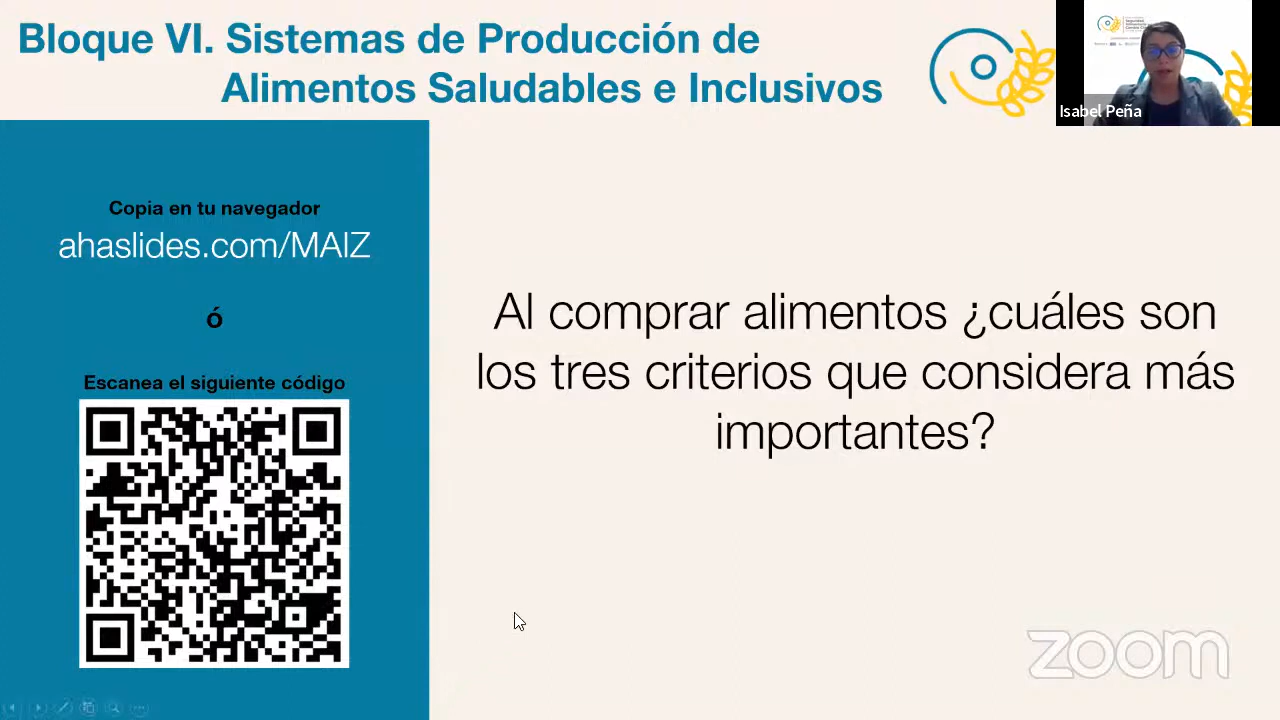 Bloque VI. Sistemas de Producción de
Alimentos Saludables e Inclusivos
Isabel Peña
Copia en tu navegador
ahaslides.com/MAIZ
ó
Escanea el siguiente código
Al comprar alimentos ¿cuáles son
los tres criterios que considera más
importantes?
zoom